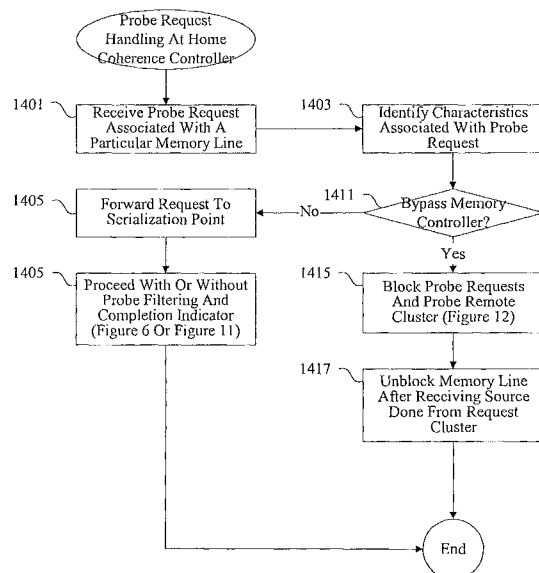 Probe Request
Handling At Home
Coherence Controller
1401
Receive Probe Request
Associated With A
Particular Memory Line
1403
Identify Characteristics
Associated With Probe
Request
1411
Bypass Memory
Controller?
No
Yes
1405
Forward Request To
Serialization Point
1405
Proceed With Or Without
Probe Filtering And
Completion Indicator
(Figure 6 Or Figure 11)
1415
Block Probe Requests
And Probe Remote
Cluster (Figure 12)
1417
Unblock Memory Line
After Receiving Source
Done From Request
Cluster
End